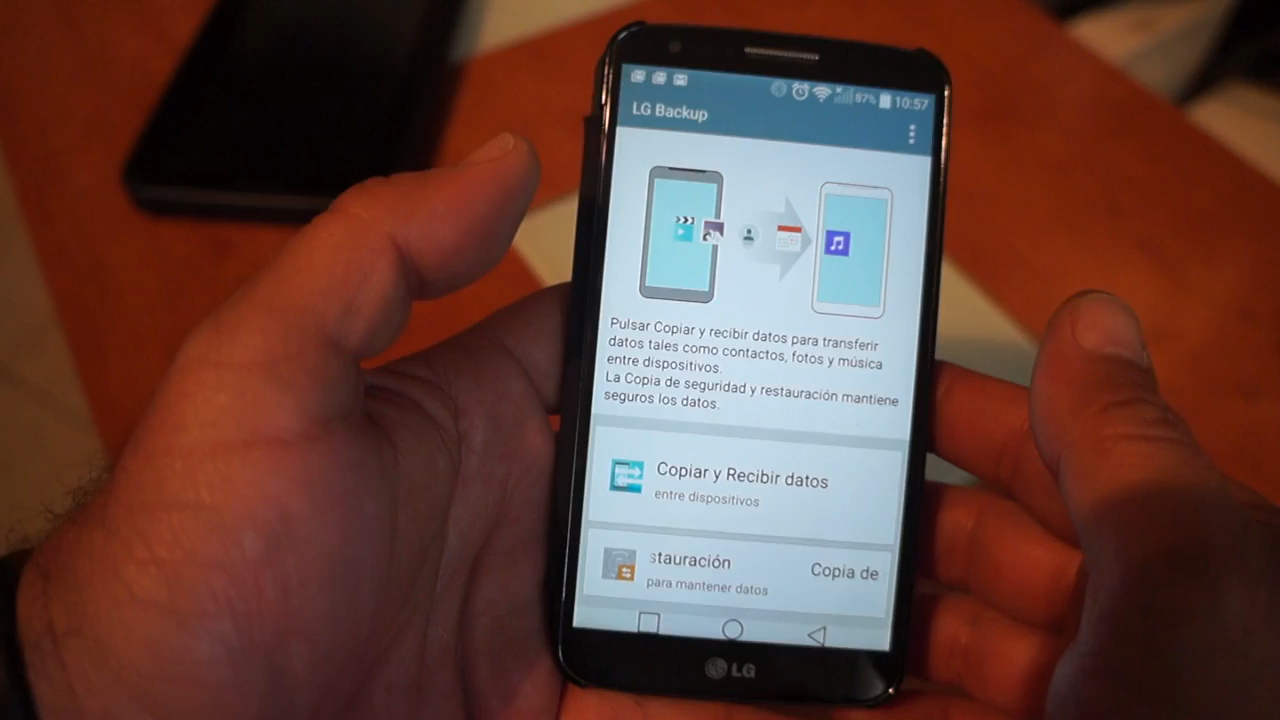 87% 10:57
LG Backup
Pulsar Copiar y recibir datos para transferir
datos tales como contactos, fotos y música
entre dispositivos.
La Copia de seguridad y restauración mantiene
seguros los datos.
Copiar y Recibir datos
entre dispositivos
stauración Copia de
para mantener datos
LG